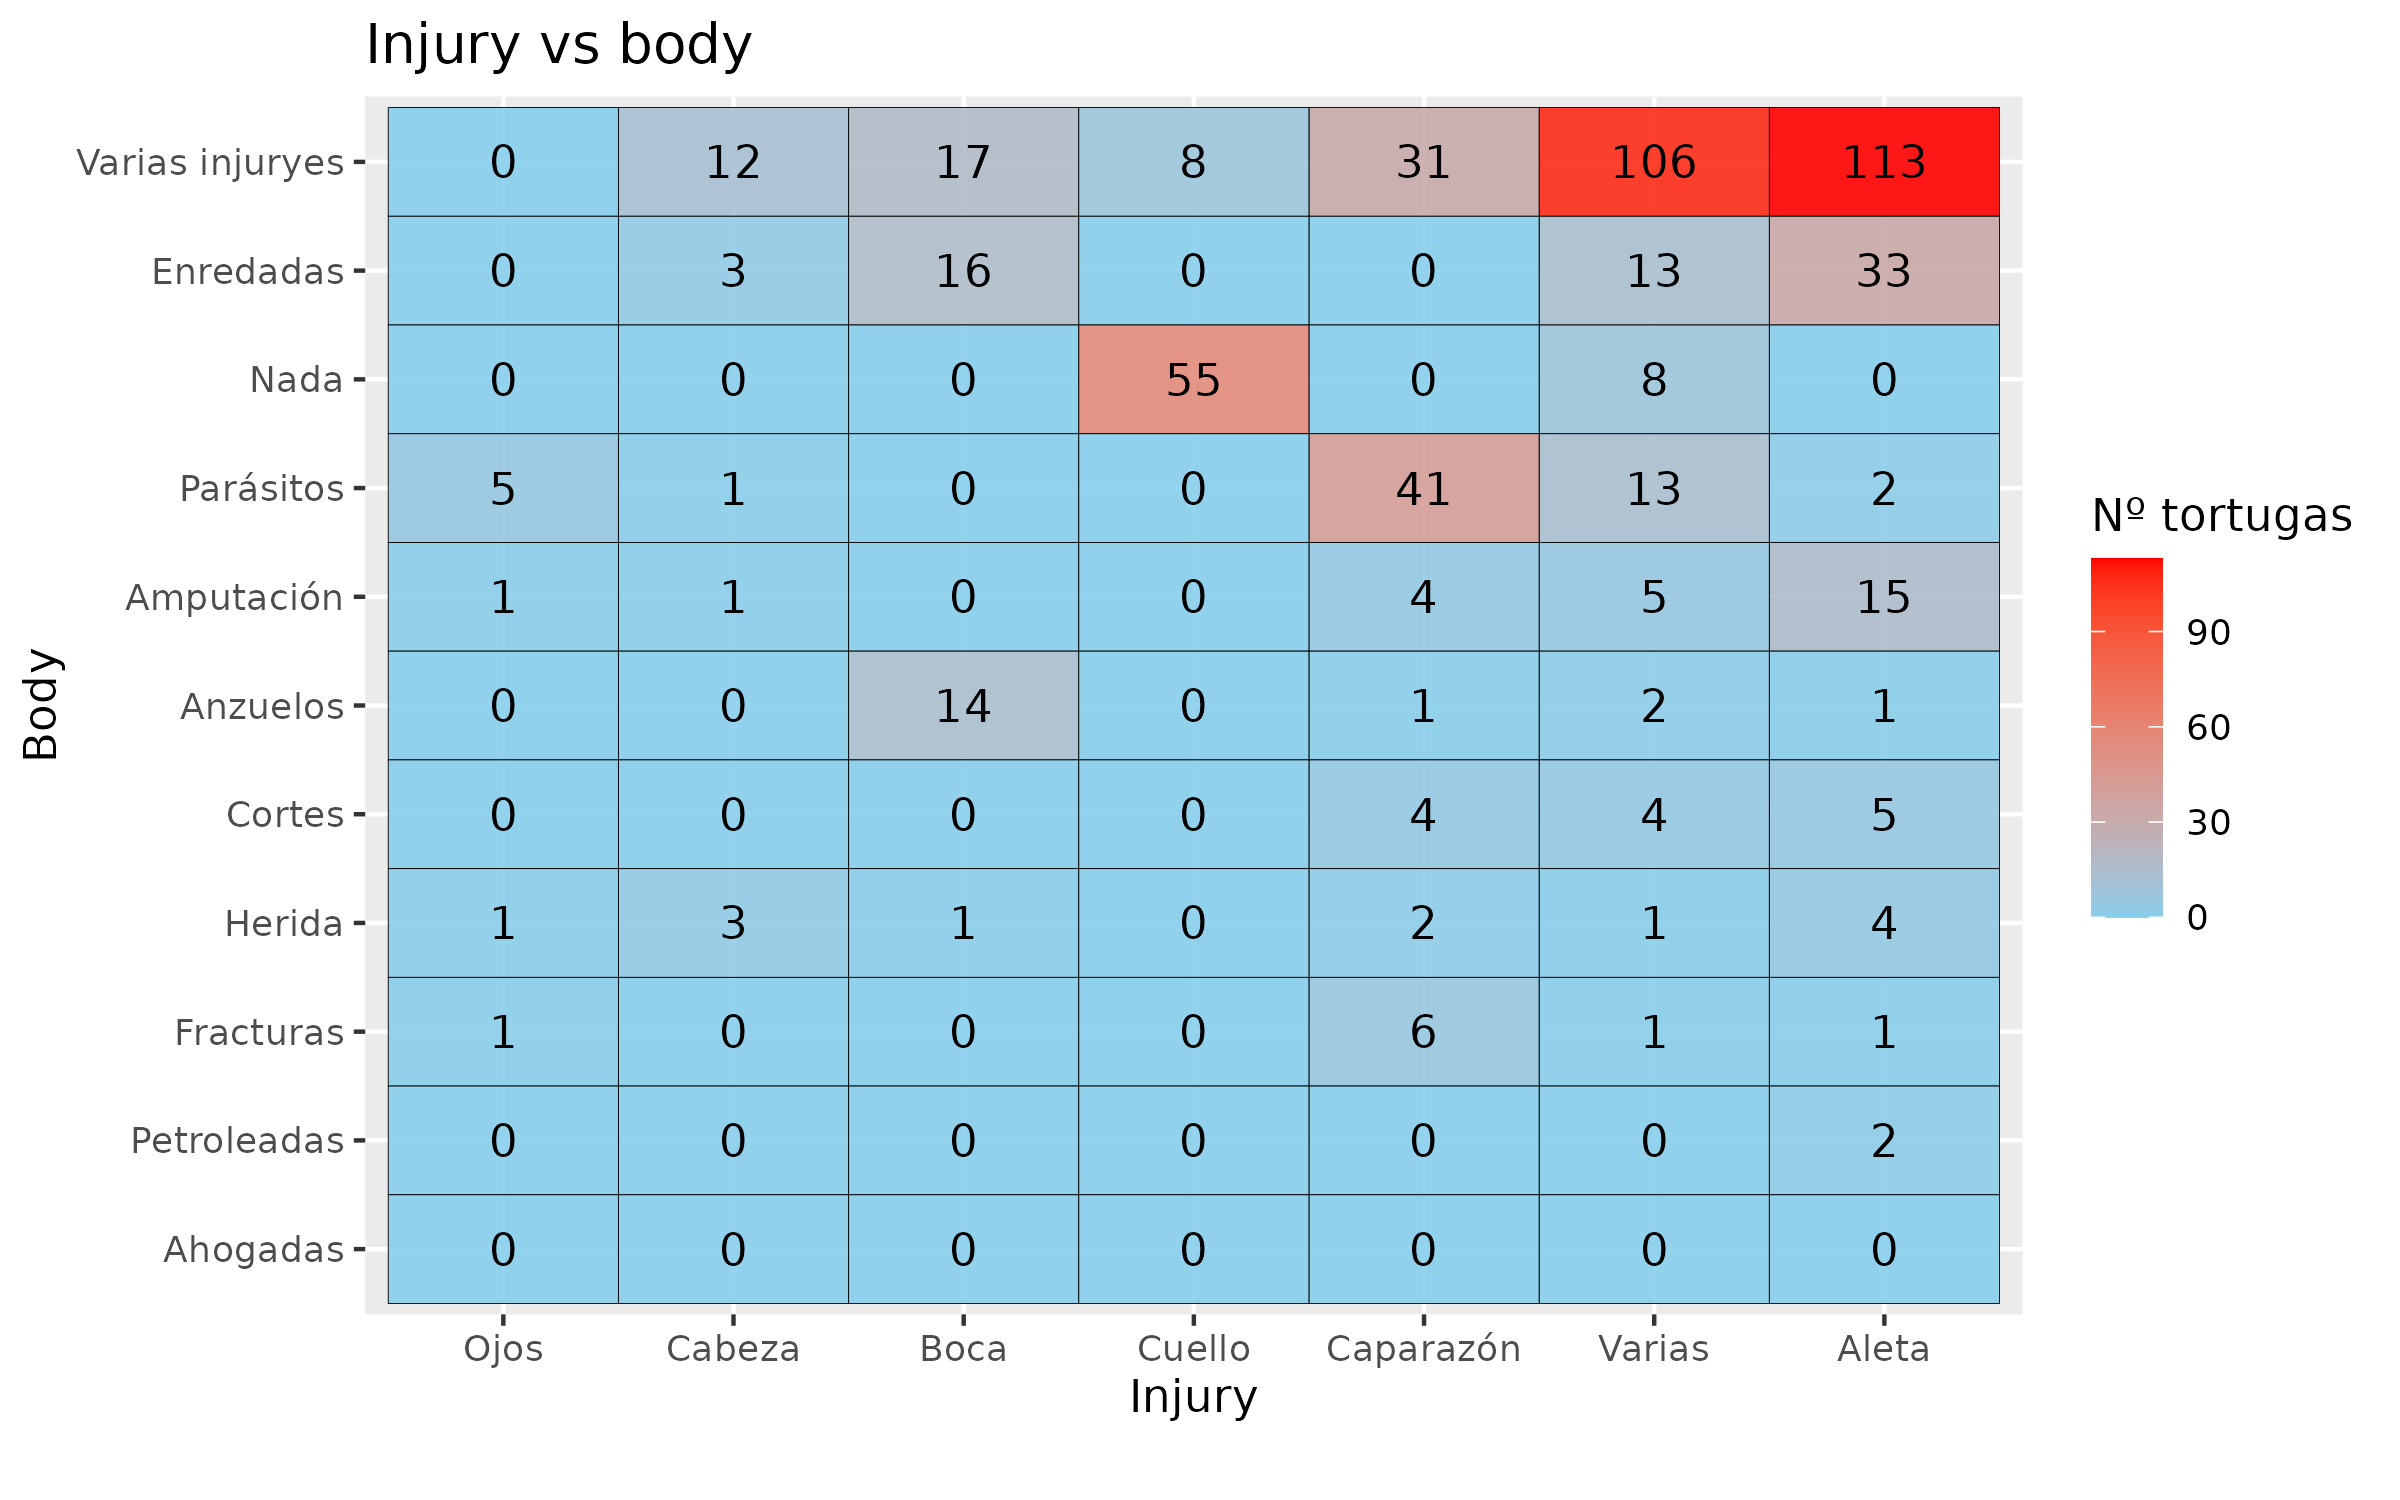 Injury vs body
Varias injuryes 0 12 17 8 31 106 113
Enredadas 0 3 16 0 0 13 33
Nada 0 0 0 55 0 8 0
Parásitos 5 1 0 0 41 13 2
Amputación 1 1 0 0 4 5 15
Anzuelos 0 0 14 0 1 2 1
Cortes 0 0 0 0 4 4 5
Herida 1 3 1 0 2 1 4
Fracturas 1 0 0 0 6 1 1
Petroleadas 0 0 0 0 0 0 2
Ahogadas 0 0 0 0 0 0 0
Ojos Cabeza Boca Cuello Caparazón Varias Aleta
Injury
Body
Nº tortugas
90
60
30
0